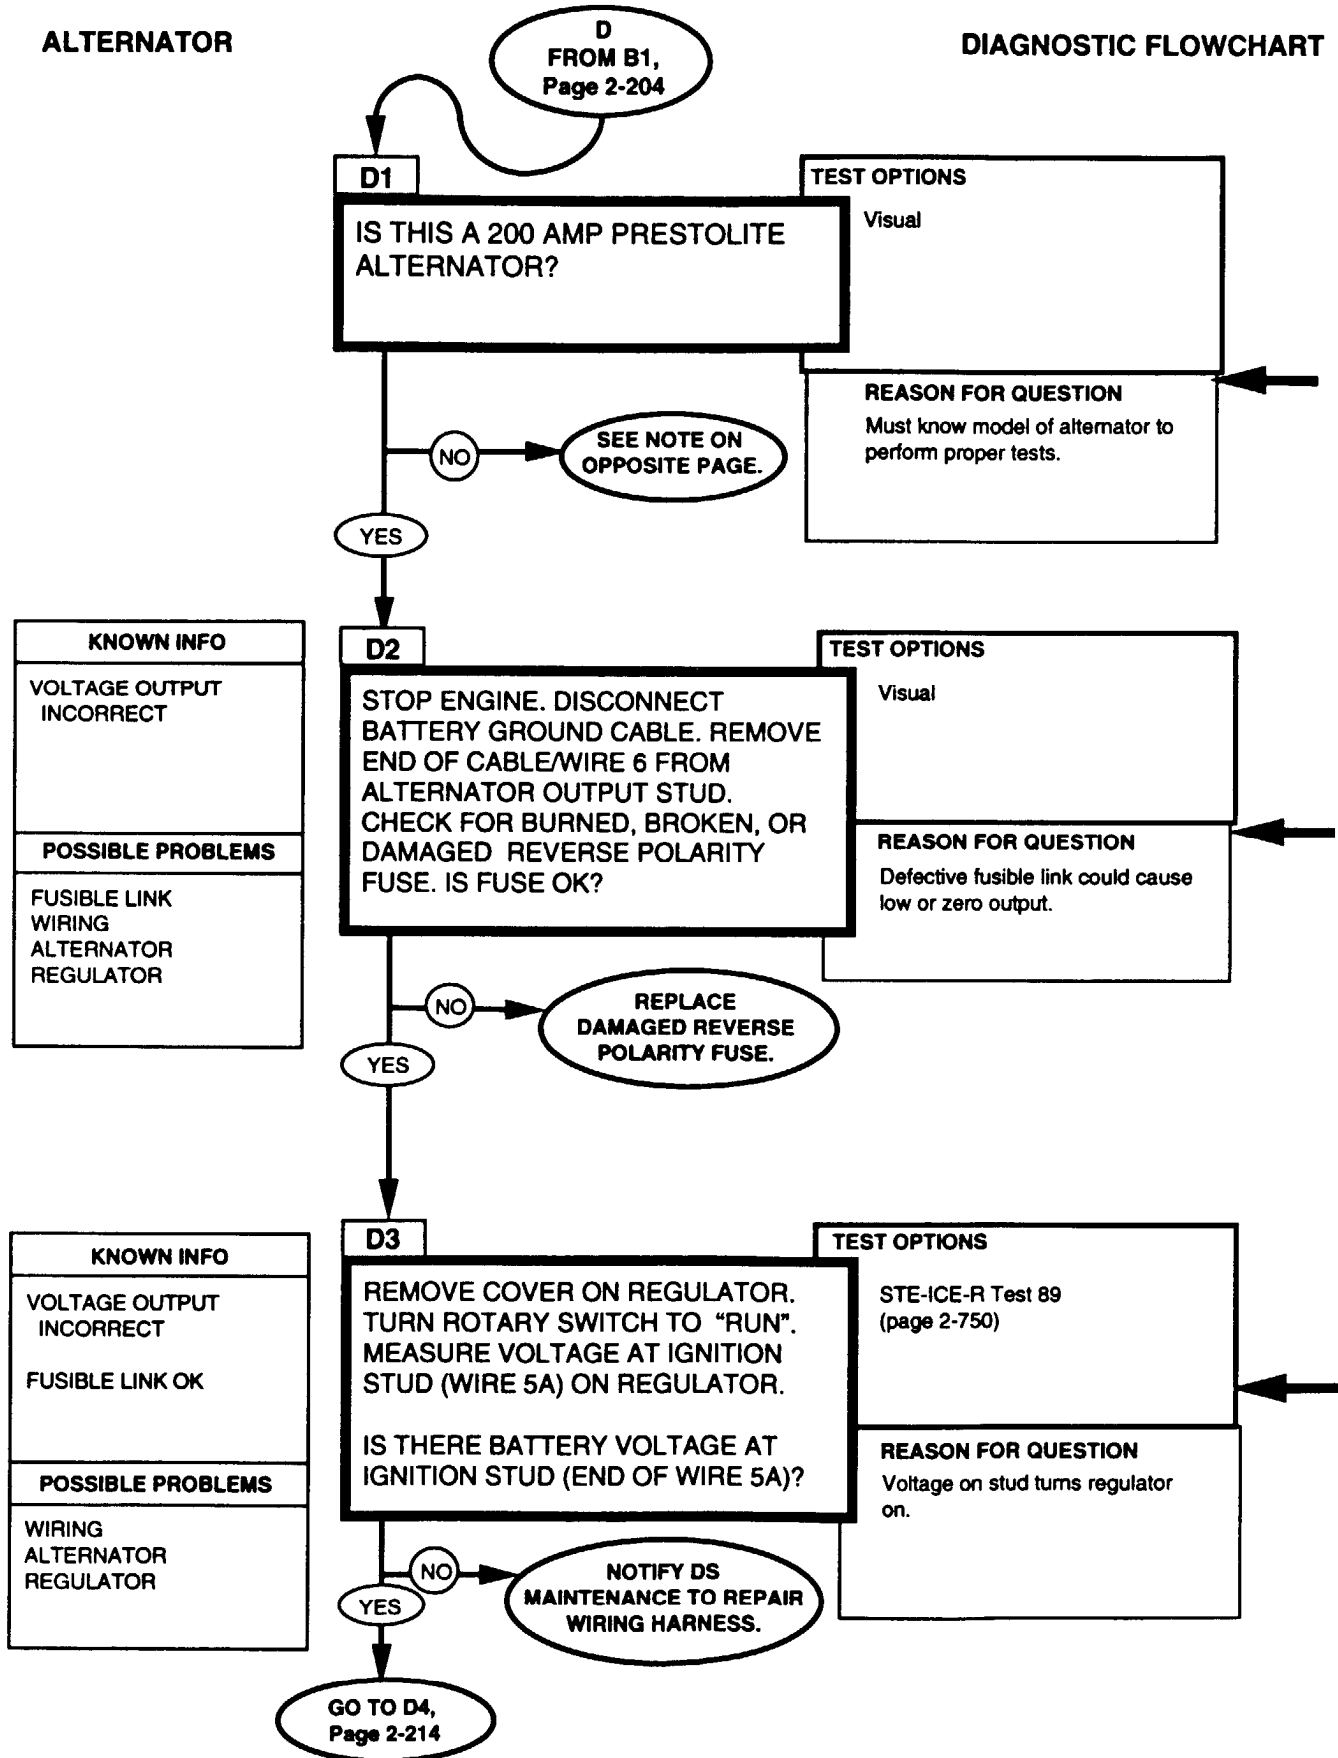 ALTERNATOR
DIAGNOSTIC FLOWCHART
D
FROM B1,
Page 2-204
D1
IS THIS A 200 AMP PRESTOLITE
ALTERNATOR?
TEST OPTIONS
Visual
REASON FOR QUESTION
Must know model of alternator to
perform proper tests.
NO
SEE NOTE ON
OPPOSITE PAGE.
YES
KNOWN INFO
VOLTAGE OUTPUT
INCORRECT
POSSIBLE PROBLEMS
FUSIBLE LINK
WIRING
ALTERNATOR
REGULATOR
D2
STOP ENGINE. DISCONNECT
BATTERY GROUND CABLE. REMOVE
END OF CABLE/WIRE 6 FROM
ALTERNATOR OUTPUT STUD.
CHECK FOR BURNED, BROKEN, OR
DAMAGED REVERSE POLARITY
FUSE. IS FUSE OK?
TEST OPTIONS
Visual
REASON FOR QUESTION
Defective fusible link could cause
low or zero output.
NO
REPLACE
DAMAGED REVERSE
POLARITY FUSE.
YES
KNOWN INFO
VOLTAGE OUTPUT
INCORRECT
FUSIBLE LINK OK
POSSIBLE PROBLEMS
WIRING
ALTERNATOR
REGULATOR
D3
REMOVE COVER ON REGULATOR.
TURN ROTARY SWITCH TO "RUN".
MEASURE VOLTAGE AT IGNITION
STUD (WIRE 5A) ON REGULATOR.
IS THERE BATTERY VOLTAGE AT
IGNITION STUD (END OF WIRE 5A)?
TEST OPTIONS
STE-ICE-R Test 89
(page 2-750)
REASON FOR QUESTION
Voltage on stud turns regulator
on.
NO
NOTIFY DS
MAINTENANCE TO REPAIR
WIRING HARNESS.
YES
GO TO D4,
Page 2-214